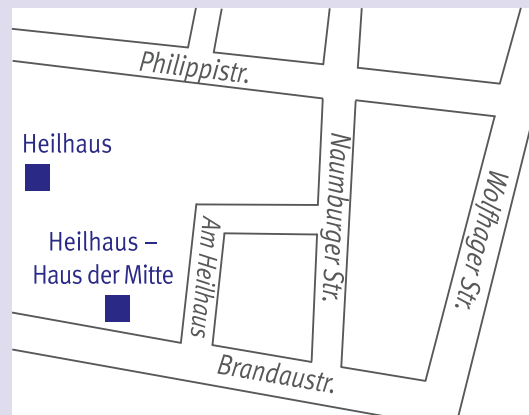 Philippistr.
Heilhaus
Naumburger Str.
Wolfhager Str.
Am Heilhaus
Heilhaus –
Haus der Mitte
Brandaustr.